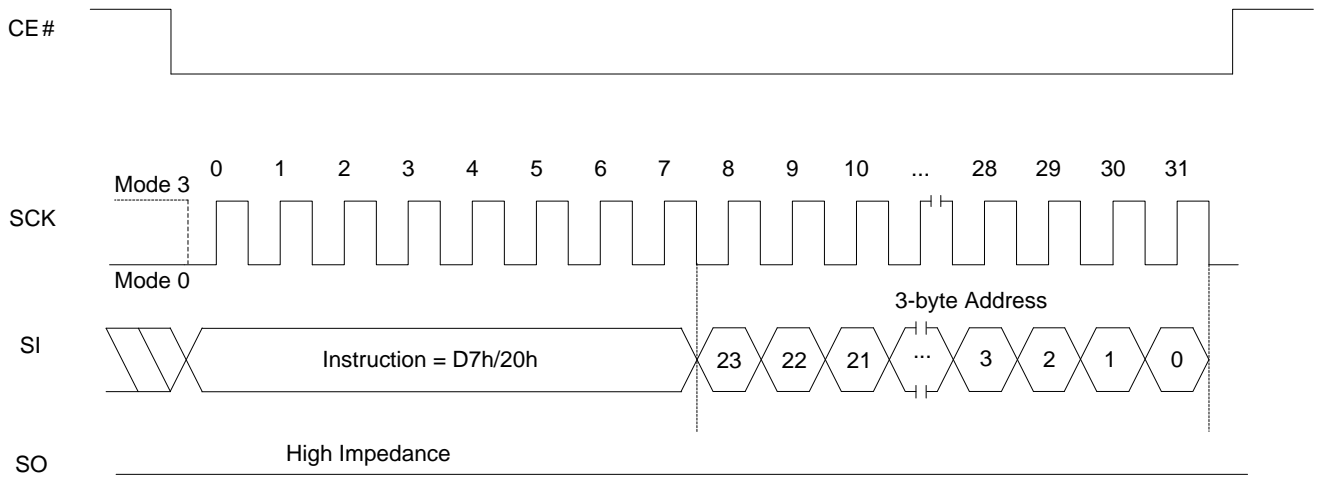 CE#
0 1 2 3 4 5 6 7 8 9 10 ... 28 29 30 31
Mode 3
SCK
Mode 0
3-byte Address
SI
Instruction = D7h/20h 23 22 21 ... 3 2 1 0
High Impedance
SO